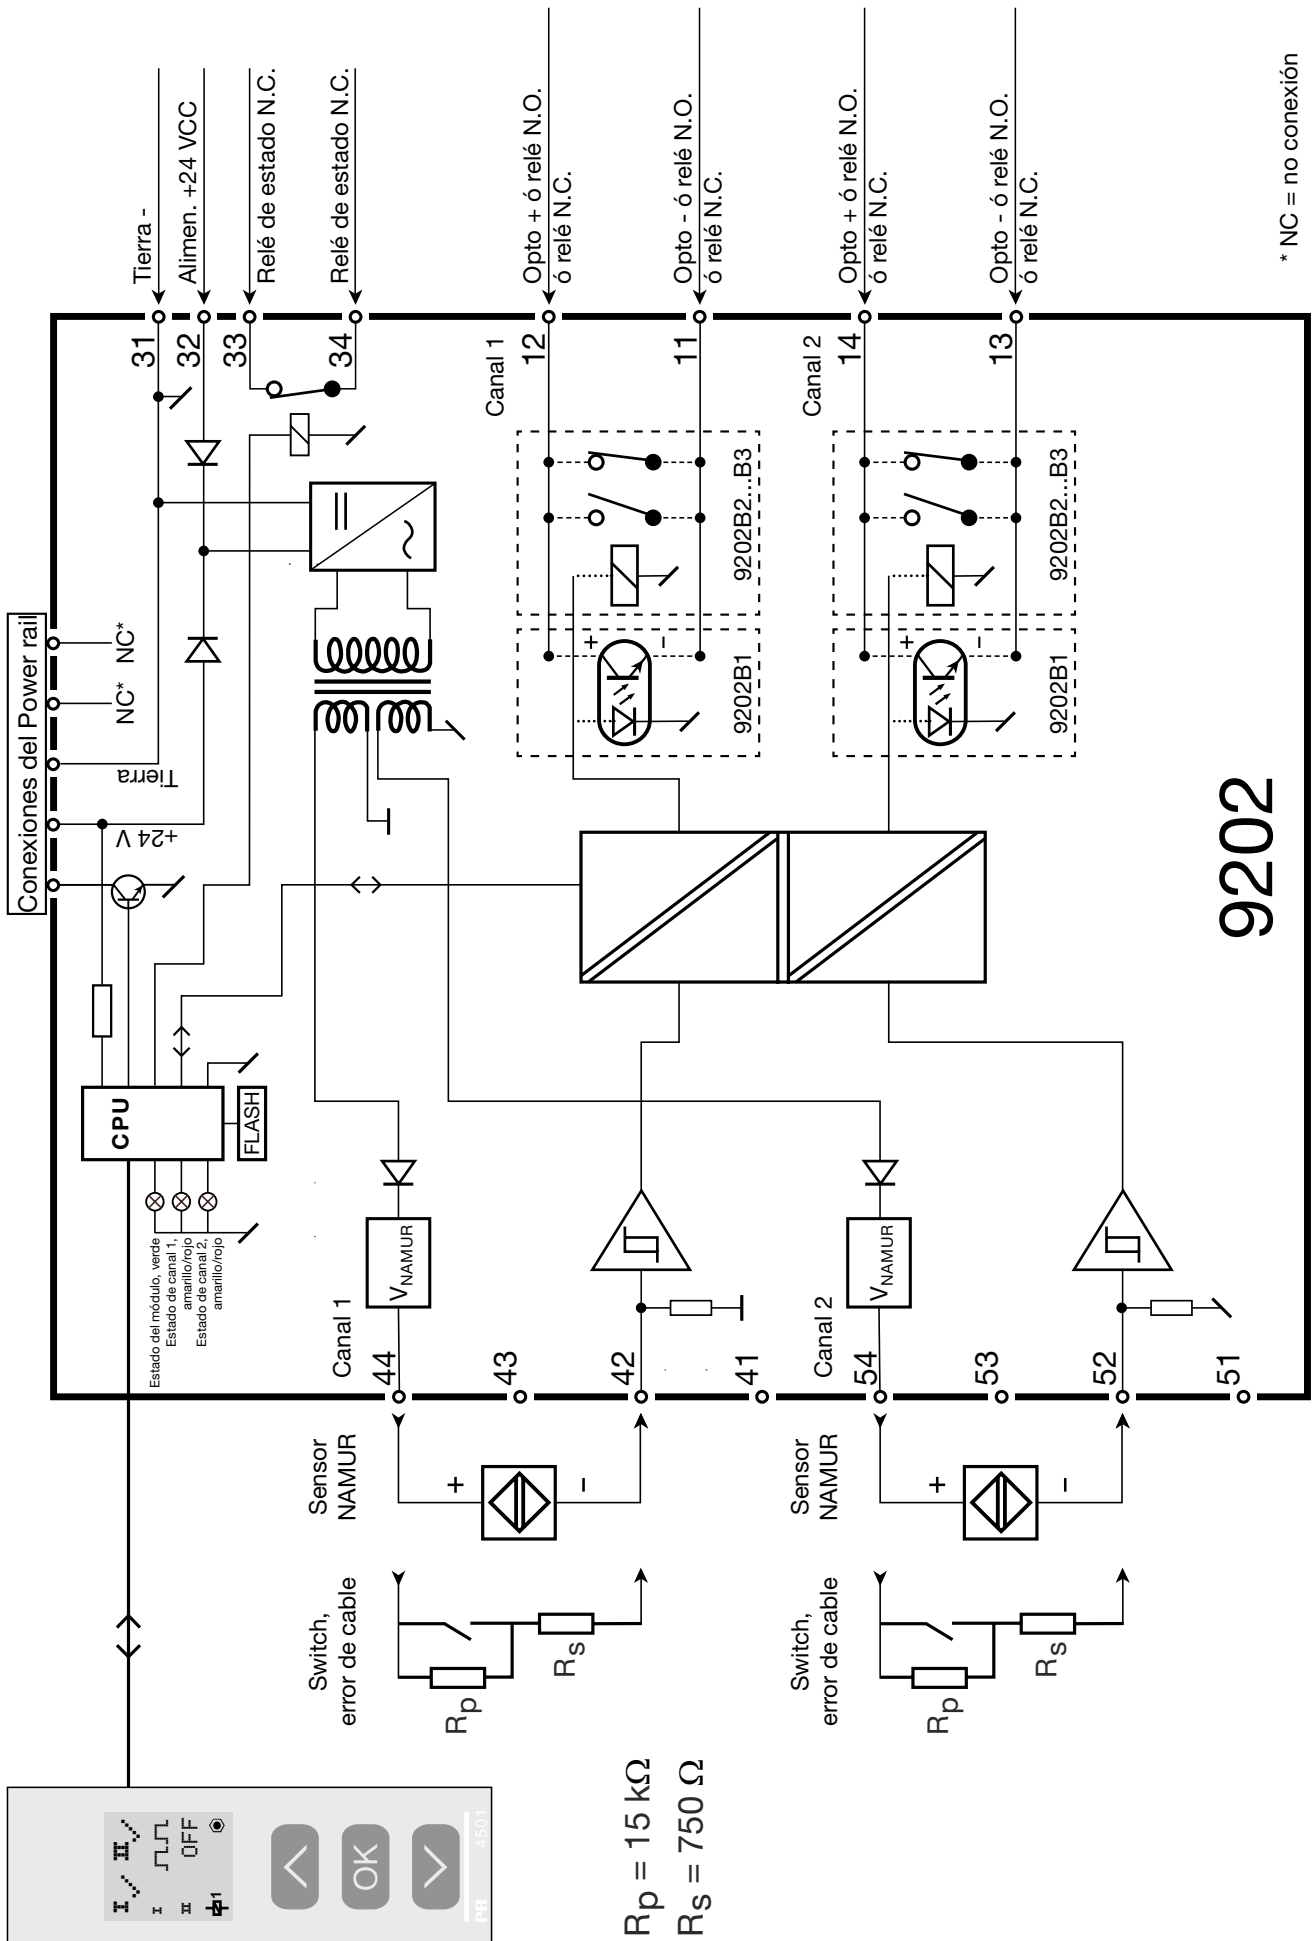 Conexiones del Power rail
+24 V
Tierra
NC*
NC*
Tierra -
Alimen. +24 VCC
Relé de estado N.C.
Relé de estado N.C.
31
32
33
34
CPU
FLASH
Estado del módulo, verde
Estado de canal 1,
amarillo/rojo
Estado de canal 2,
amarillo/rojo
I II
I
II OFF
1
OK
PR 4501
Switch,
error de cable
Rp
Rs
Sensor
NAMUR
+
-
Canal 1
44
43
42
41
VNAMUR
Canal 1
12
11
Opto + ó relé N.O.
ó relé N.C.
Opto - ó relé N.O.
ó relé N.C.
+
-
9202B1
9202B2...B3
Rp = 15 kΩ
Rs = 750 Ω
Switch,
error de cable
Rp
Rs
Sensor
NAMUR
+
-
Canal 2
54
53
52
51
VNAMUR
Canal 2
14
13
Opto + ó relé N.O.
ó relé N.C.
Opto - ó relé N.O.
ó relé N.C.
+
-
9202B1
9202B2...B3
9202
* NC = no conexión